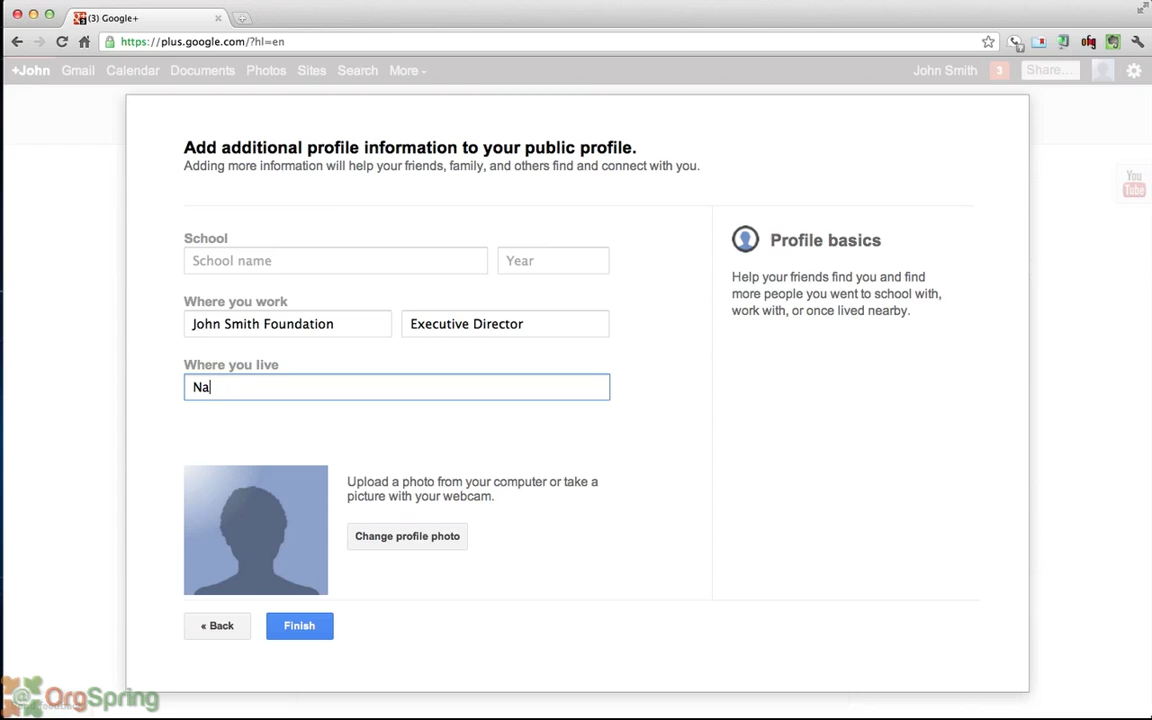 (3) Google+
https://plus.google.com/?hl=en
+John Gmail Calendar Documents Photos Sites Search More John Smith 3 Share...
Add additional profile information to your public profile.
Adding more information will help your friends, family, and others find and connect with you.
You
Tube
School
School name Year
Where you work
John Smith Foundation Executive Director
Where you live
Na
Profile basics
Help your friends find you and find
more people you went to school with,
work with, or once lived nearby.
Upload a photo from your computer or take a
picture with your webcam.
Change profile photo
« Back Finish
@ OrgSpring